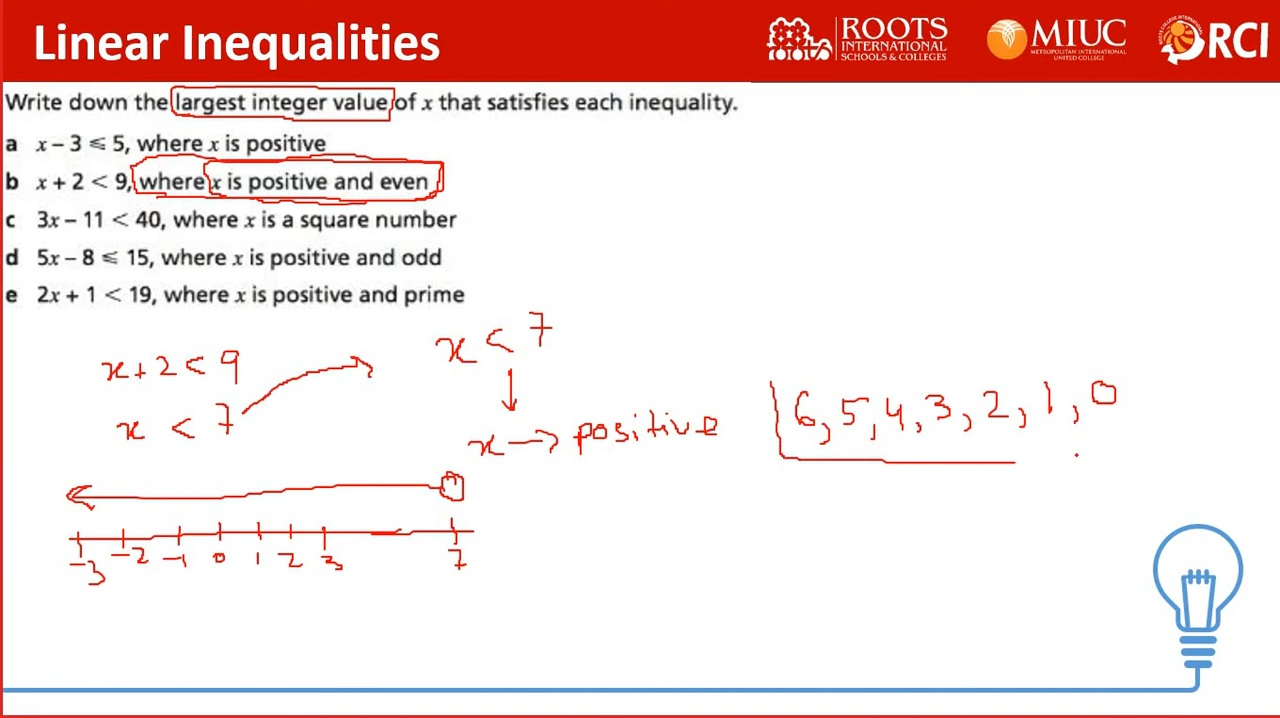 Linear Inequalities
ROOTS
INTERNATIONAL
SCHOOLS & COLLEGES
MIUC
METROPOLITAN INTERNATIONAL
UNITED COLLEGE
RCI
Write down the largest integer value of x that satisfies each inequality.
a x – 3 ⩽ 5, where x is positive
b x + 2 < 9, where x is positive and even
c 3x – 11 < 40, where x is a square number
d 5x – 8 ⩽ 15, where x is positive and odd
e 2x + 1 < 19, where x is positive and prime
x+2 < 9
x < 7
x < 7
x → positive
6, 5, 4, 3, 2, 1, 0
-3 -2 -1 0 1 2 3 7